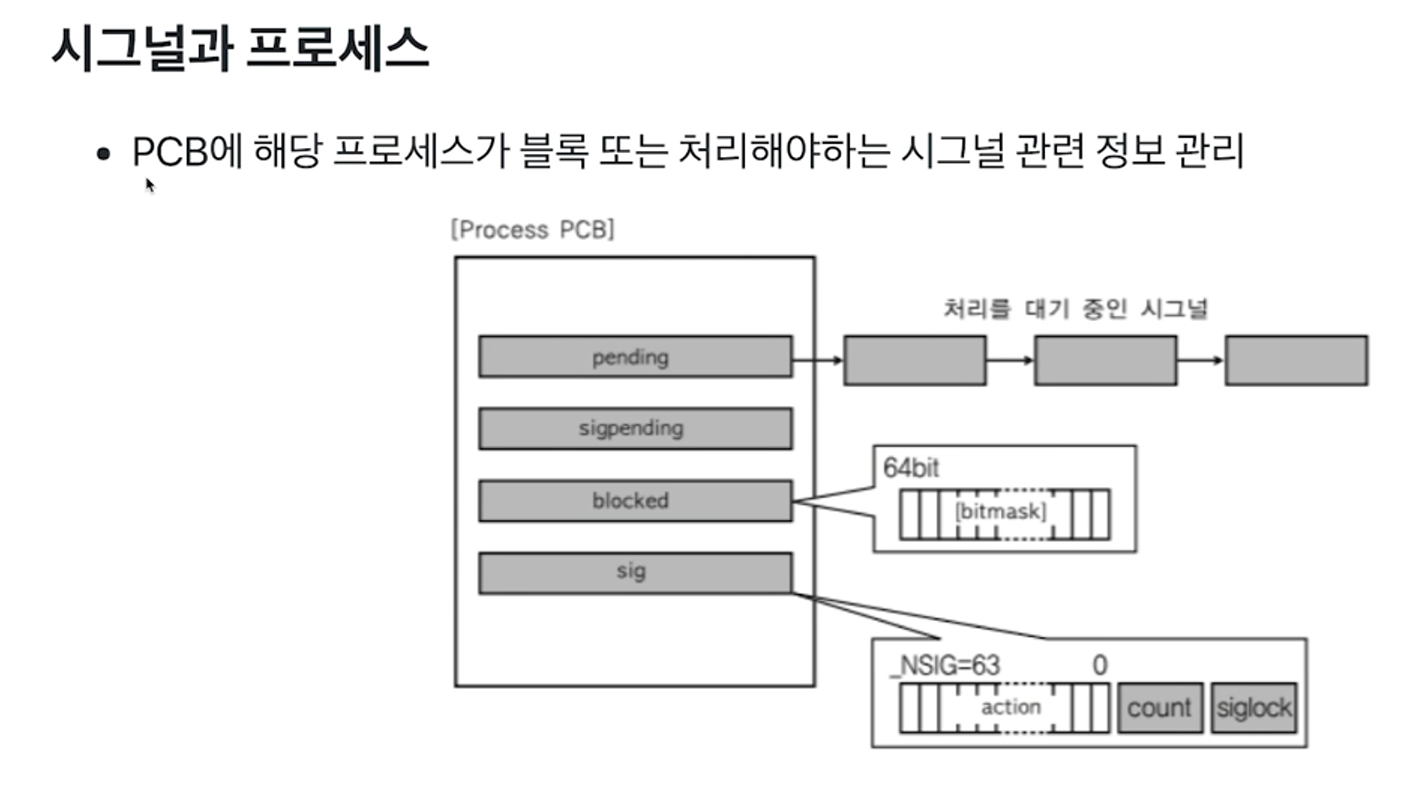 시그널과 프로세스
• PCB에 해당 프로세스가 블록 또는 처리해야하는 시그널 관련 정보 관리
[Process PCB]
처리를 대기 중인 시그널
pending
sigpending
64bit
blocked
[bitmask]
sig
_NSIG=63 0
action count siglock